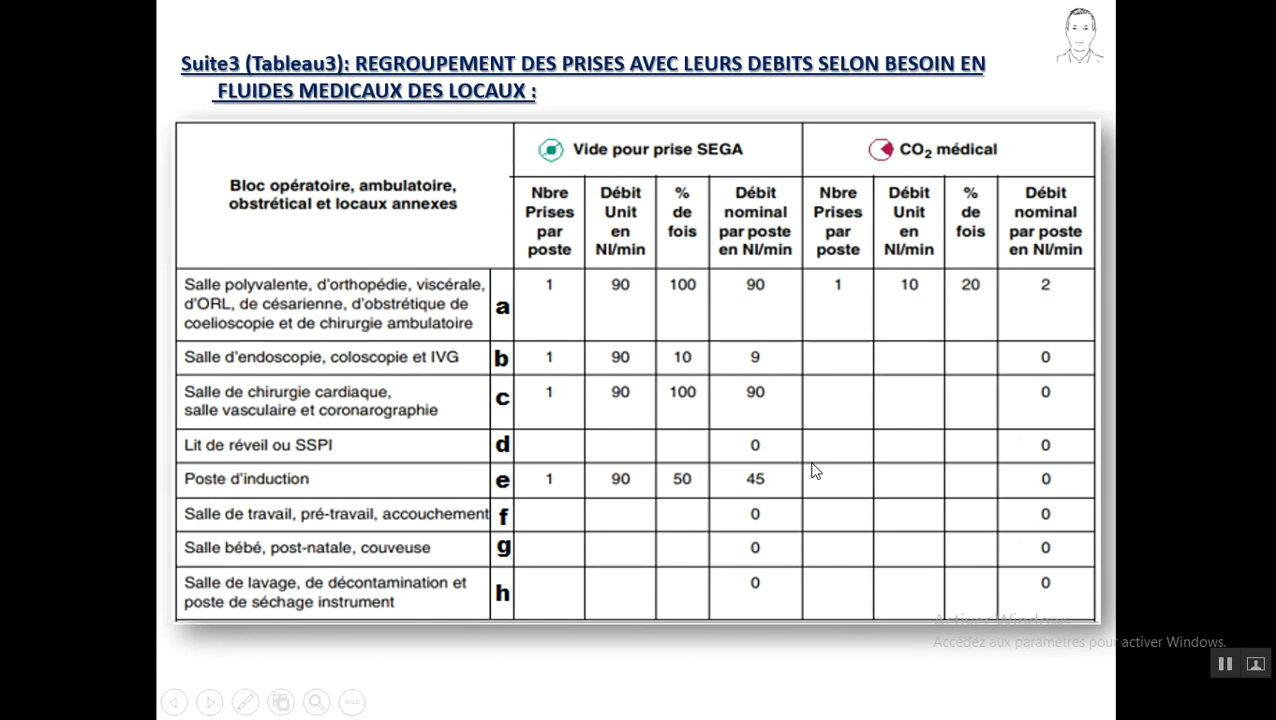 Suite3 (Tableau3): REGROUPEMENT DES PRISES AVEC LEURS DEBITS SELON BESOIN EN
FLUIDES MEDICAUX DES LOCAUX :
Bloc opératoire, ambulatoire,
obstrétical et locaux annexes
Vide pour prise SEGA
CO2 médical
Nbre Prises par poste
Débit Unit en Nl/min
% de fois
Débit nominal par poste en Nl/min
Nbre Prises par poste
Débit Unit en Nl/min
% de fois
Débit nominal par poste en Nl/min
Salle polyvalente, d'orthopédie, viscérale, 1 90 100 90 1 10 20 2
d'ORL, de césarienne, d'obstrétique de a
coelioscopie et de chirurgie ambulatoire
Salle d'endoscopie, coloscopie et IVG b 1 90 10 9 0
Salle de chirurgie cardiaque, c 1 90 100 90 0
salle vasculaire et coronarographie
Lit de réveil ou SSPI d 0 0
Poste d'induction e 1 90 50 45 0
Salle de travail, pré-travail, accouchement f 0 0
Salle bébé, post-natale, couveuse g 0 0
Salle de lavage, de décontamination et h 0 0
poste de séchage instrument
Activer Windows
Accédez aux paramètres pour activer Windows.